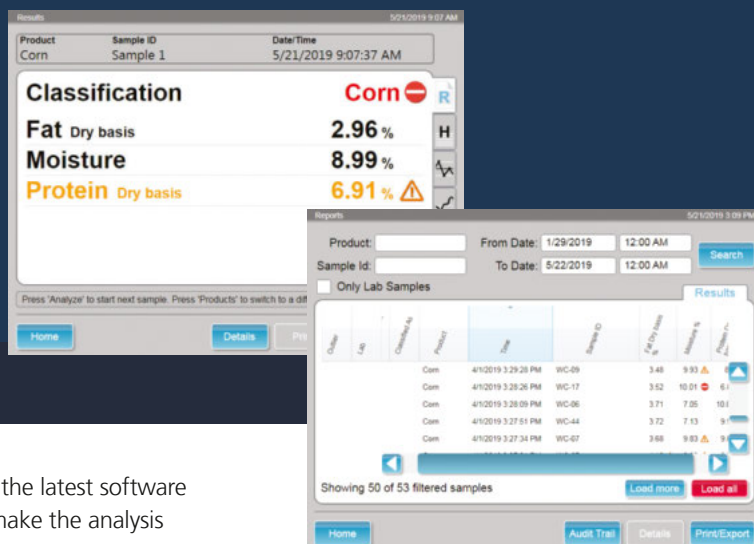 Results 5/21/2019 9:07 AM
Product Sample ID Date/Time
Corn Sample 1 5/21/2019 9:07:37 AM
Classification Corn
R
Fat Dry basis 2.96 %
H
Moisture 8.99 %
Protein Dry basis 6.91 %
Press 'Analyze' to start next sample. Press 'Products' to switch to a
Home Details
Reports 5/21/2019 3:09 PM
Product: From Date: 1/29/2019 12:00 AM
Search
Sample Id: To Date: 5/22/2019 12:00 AM
Only Lab Samples
Results
Outlier Lab Classified As Product Time Sample ID Fat Dry basis % Moisture %
Corn 4/1/2019 3:29:28 PM WC-09 3.48 9.93
Corn 4/1/2019 3:28:26 PM WC-17 3.52 10.01
Corn 4/1/2019 3:28:09 PM WC-06 3.71 7.05
Corn 4/1/2019 3:27:51 PM WC-44 3.72 7.13
Corn 4/1/2019 3:27:34 PM WC-07 3.68 9.83
Showing 50 of 53 filtered samples Load more Load all
Home Audit Trail Details Print/Export
the latest software
make the analysis